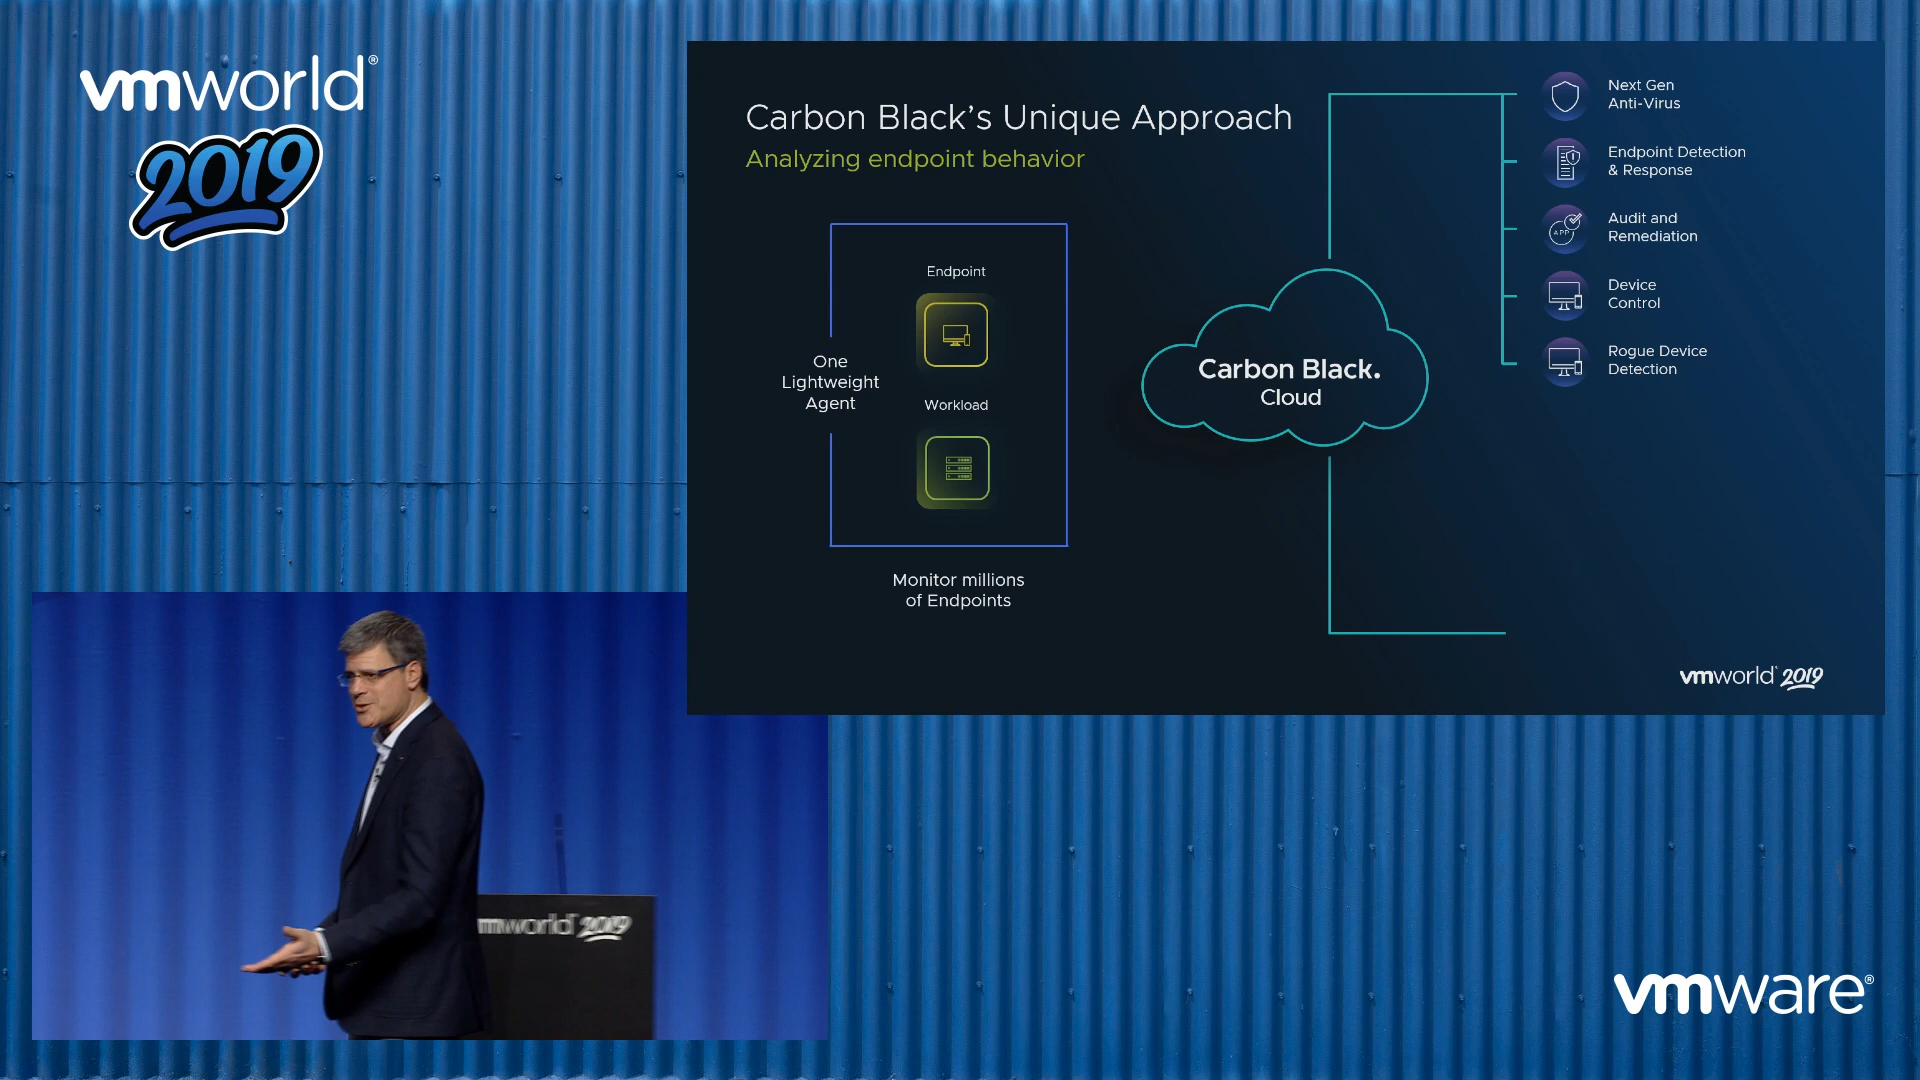 vmworld®
2019
Carbon Black’s Unique Approach
Analyzing endpoint behavior
Endpoint
One
Lightweight
Agent
Workload
Monitor millions
of Endpoints
Carbon Black.
Cloud
Next Gen
Anti-Virus
Endpoint Detection
& Response
APP
Audit and
Remediation
Device
Control
Rogue Device
Detection
vmworld® 2019
vmworld 2019
vmware®